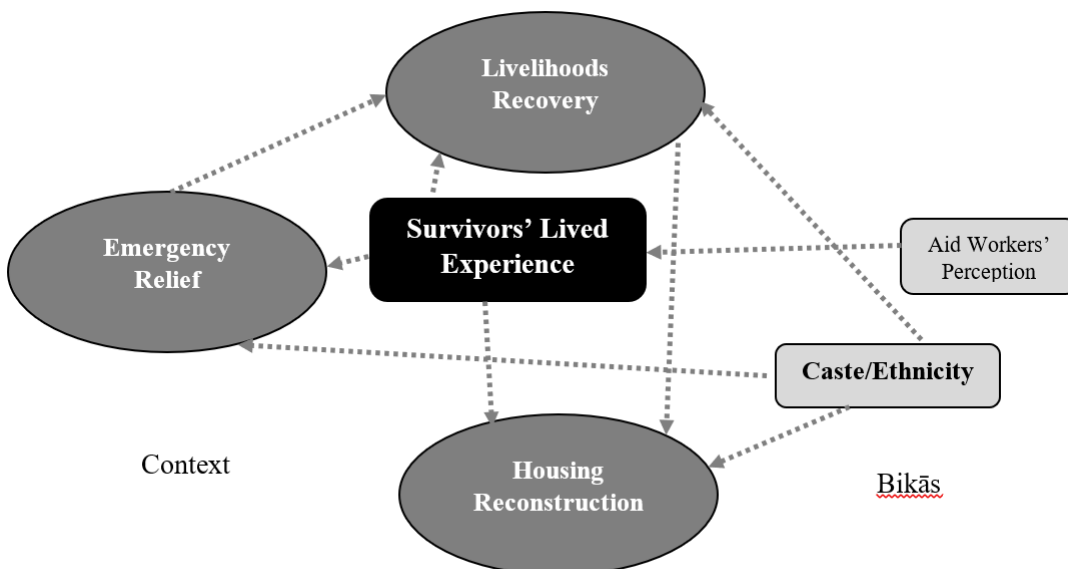 Livelihoods
Recovery
Survivors’ Lived
Experience
Emergency
Relief
Aid Workers’
Perception
Caste/Ethnicity
Context
Housing
Reconstruction
Bikās